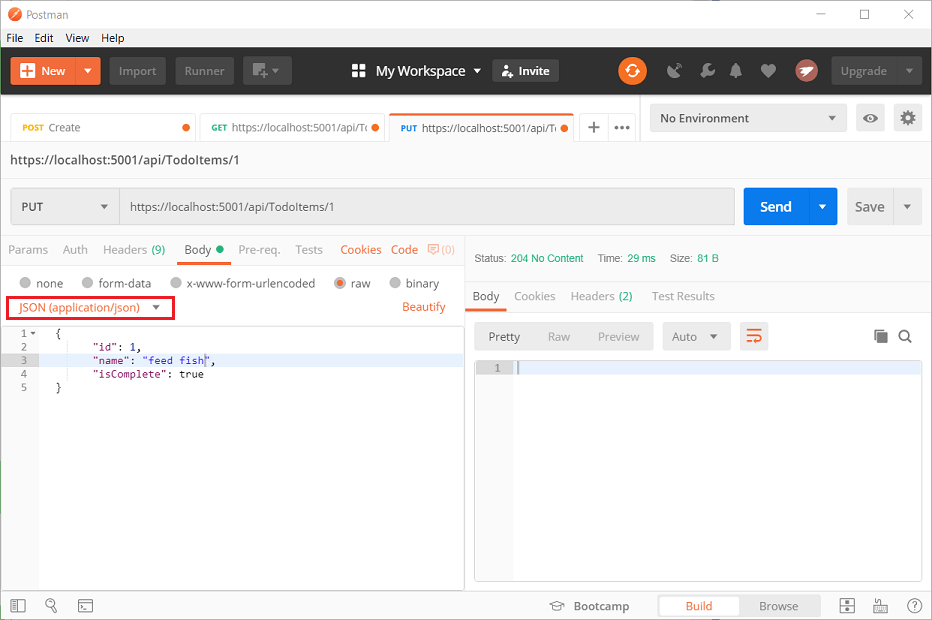 Postman
File Edit View Help
New Import Runner My Workspace Invite Upgrade
POST Create GET https://localhost:5001/api/T PUT https://localhost:5001/api/T No Environment
https://localhost:5001/api/TodoItems/1
PUT https://localhost:5001/api/TodoItems/1 Send Save
Params Auth Headers (9) Body Pre-req. Tests Cookies Code (0)
Status: 204 No Content Time: 29 ms Size: 81 B
none form-data x-www-form-urlencoded raw binary
Body Cookies Headers (2) Test Results
JSON (application/json) Beautify
Pretty Raw Preview Auto
1 {
2 "id": 1,
3 "name": "feed fish",
4 "isComplete": true
5 }
1
Bootcamp Build Browse